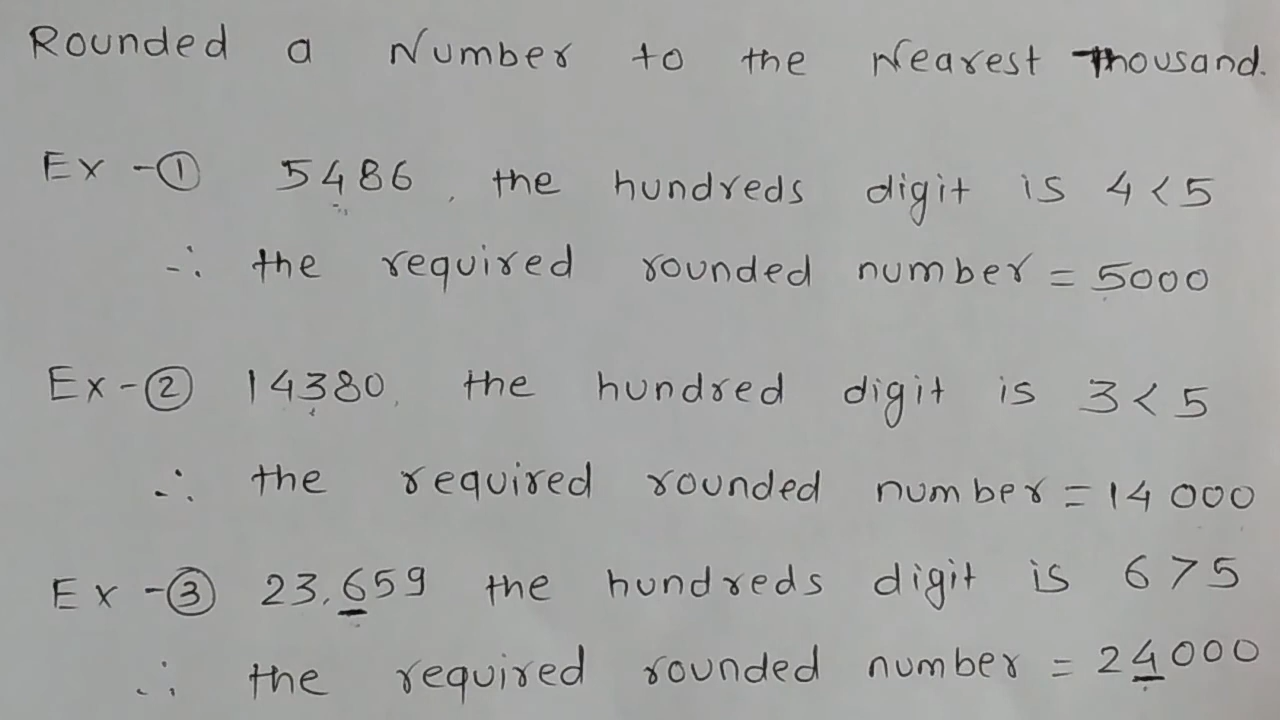 Rounded a Number to the Nearest Thousand.
Ex -① 5486, the hundreds digit is 4 < 5
∴ the required rounded number = 5000
Ex -② 14380, the hundred digit is 3 < 5
∴ the required rounded number = 14000
Ex -③ 23,659 the hundreds digit is 6 > 5
∴ the required rounded number = 24000